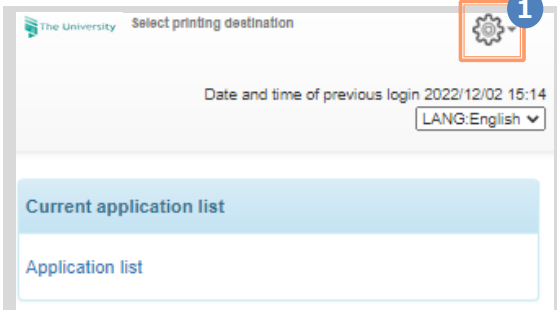 The University Select printing destination
1
Date and time of previous login 2022/12/02 15:14
LANG:English
Current application list
Application list